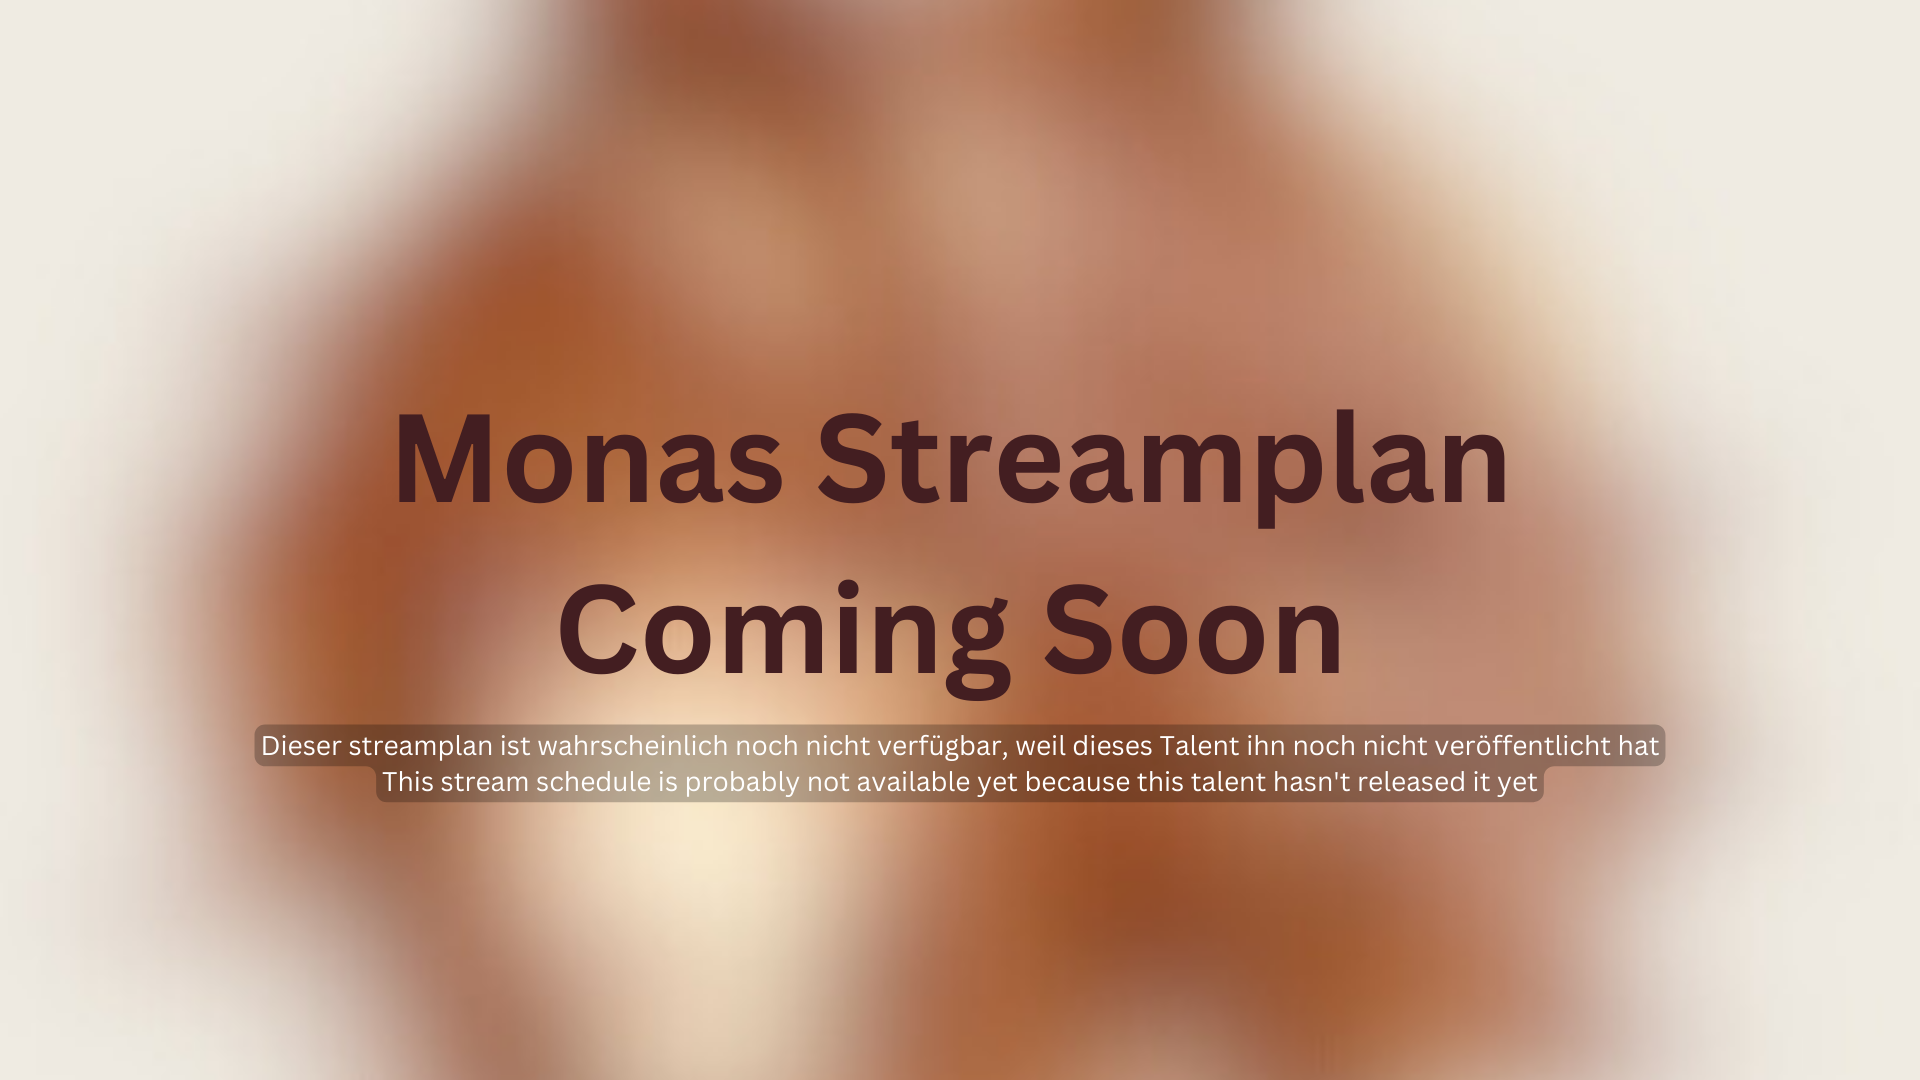 Monas Streamplan
Coming Soon
Dieser streamplan ist wahrscheinlich noch nicht verfügbar, weil dieses Talent ihn noch nicht veröffentlicht hat
This stream schedule is probably not available yet because this talent hasn't released it yet